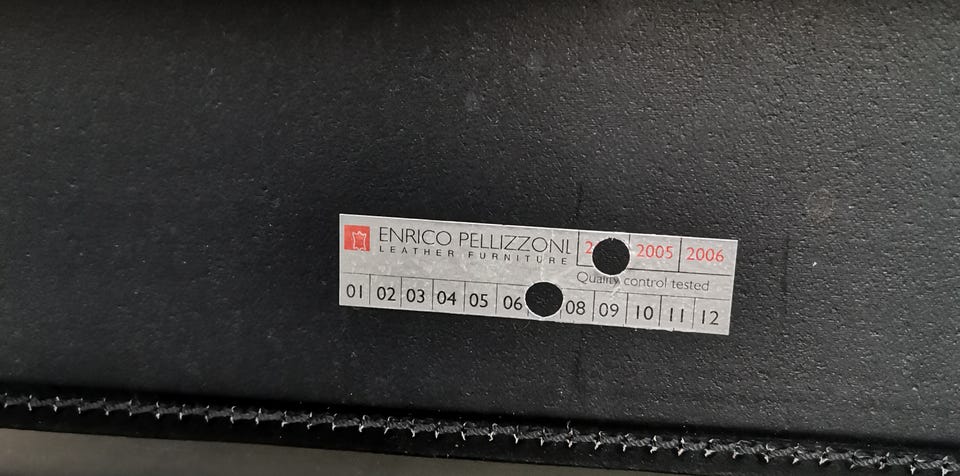 ENRICO PELLIZZONI 2005 2006
LEATHER FURNITURE
Quality control tested
01 02 03 04 05 06 08 09 10 11 12